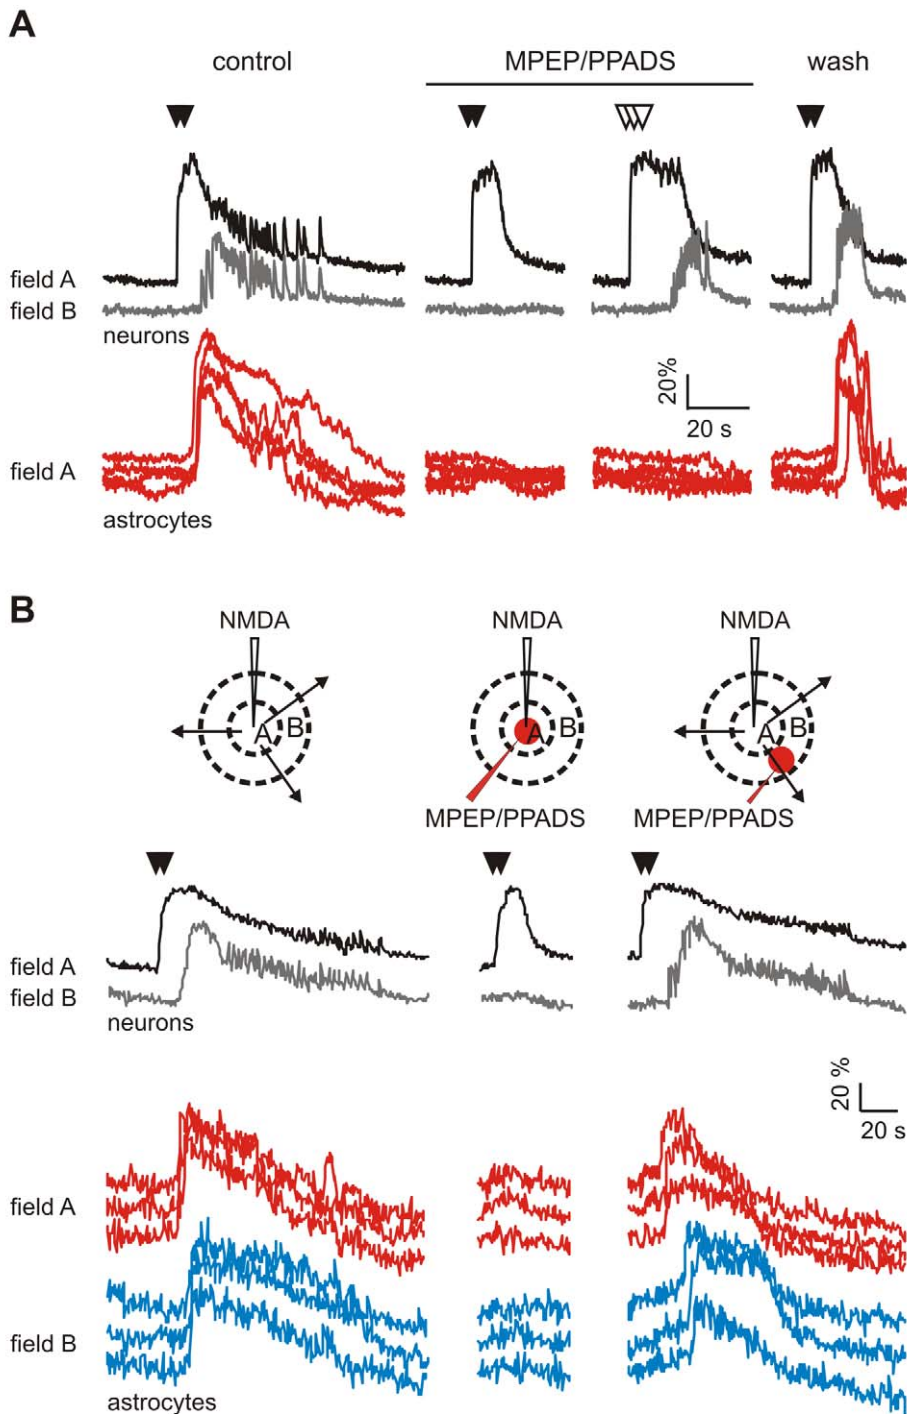 A
control MPEP/PPADS wash
field A
field B
neurons
20%
20 s
field A
astrocytes
B
NMDA NMDA NMDA
A B A B A B
MPEP/PPADS MPEP/PPADS
field A
field B
neurons
20 %
20 s
field A
field B
astrocytes